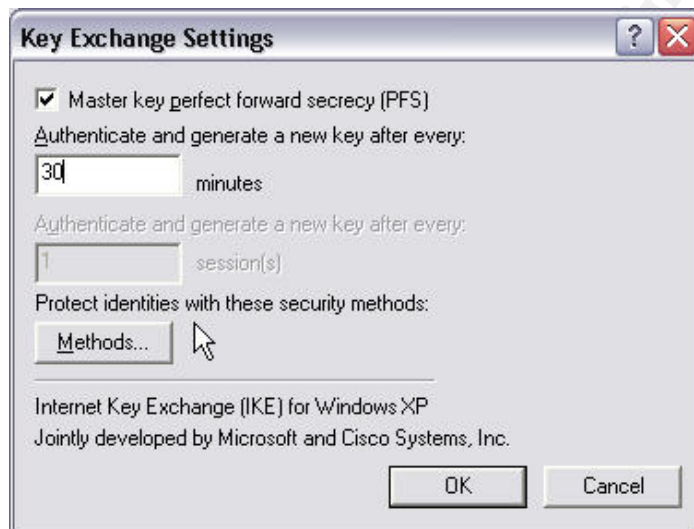 Key Exchange Settings
Master key perfect forward secrecy (PFS)
Authenticate and generate a new key after every:
30
minutes
Authenticate and generate a new key after every:
1
session(s)
Protect identities with these security methods:
Methods...
Internet Key Exchange (IKE) for Windows XP
Jointly developed by Microsoft and Cisco Systems, Inc.
OK
Cancel